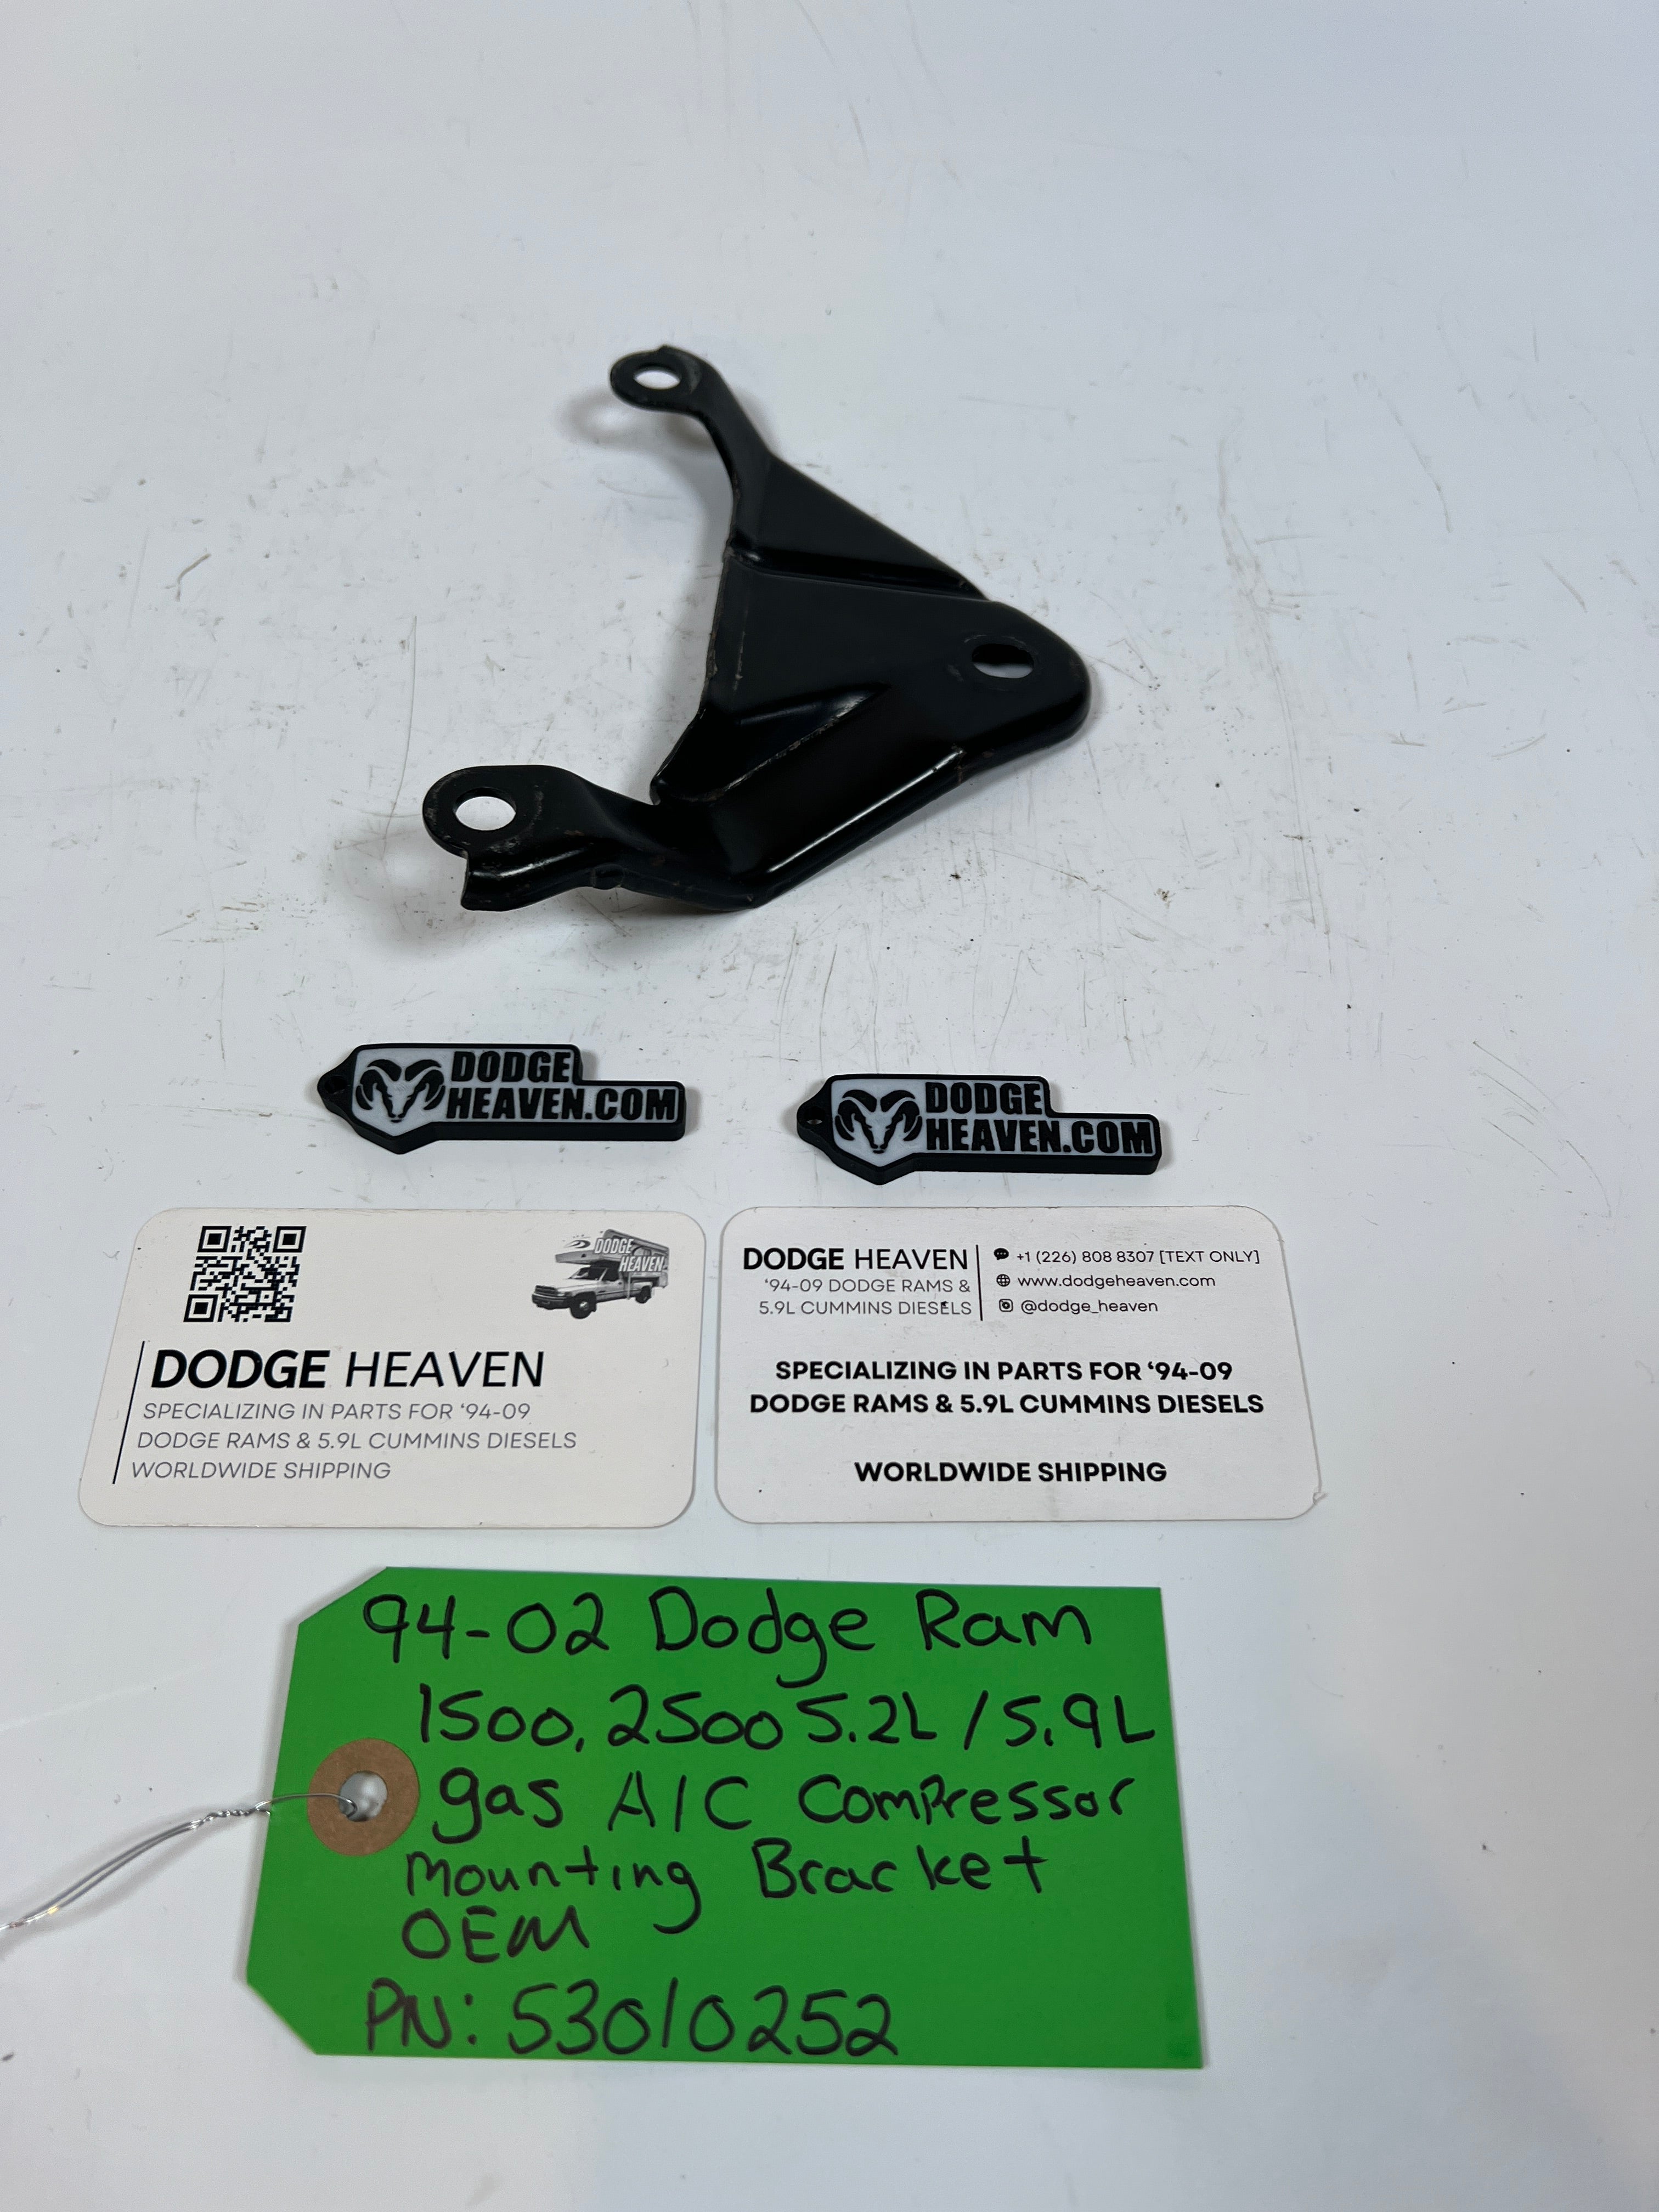 DODGE
HEAVEN.COM
DODGE
HEAVEN.COM
DODGE
HEAVEN
DODGE HEAVEN
SPECIALIZING IN PARTS FOR ‘94-09
DODGE RAMS & 5.9L CUMMINS DIESELS
WORLDWIDE SHIPPING
DODGE HEAVEN
‘94-09 DODGE RAMS &
5.9L CUMMINS DIESELS
+1 (226) 808 8307 [TEXT ONLY]
www.dodgeheaven.com
@dodge_heaven
SPECIALIZING IN PARTS FOR ‘94-09
DODGE RAMS & 5.9L CUMMINS DIESELS
WORLDWIDE SHIPPING
94-02 Dodge Ram
1500, 2500 5.2L / 5.9L
gas A/C Compressor
mounting Bracket
OEM
PN: 53010252